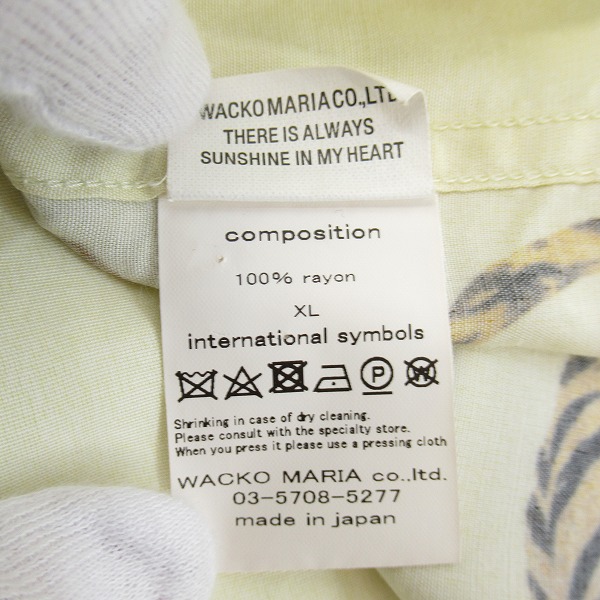 WACKO MARIA CO.,LTD.
THERE IS ALWAYS
SUNSHINE IN MY HEART
composition
100% rayon
XL
international symbols
P W
Shrinking in case of dry cleaning.
Please consult with the specialty store.
When you press it please use a pressing cloth
WACKO MARIA co.,ltd.
03-5708-5277
made in japan